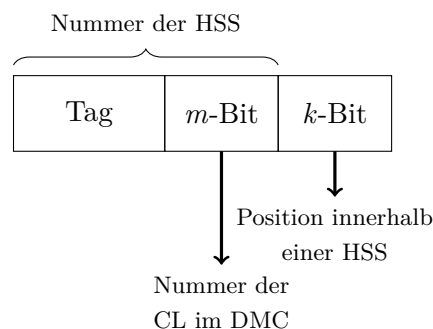 Nummer der HSS
Tag
m-Bit
k-Bit
Position innerhalb
einer HSS
Nummer der
CL im DMC